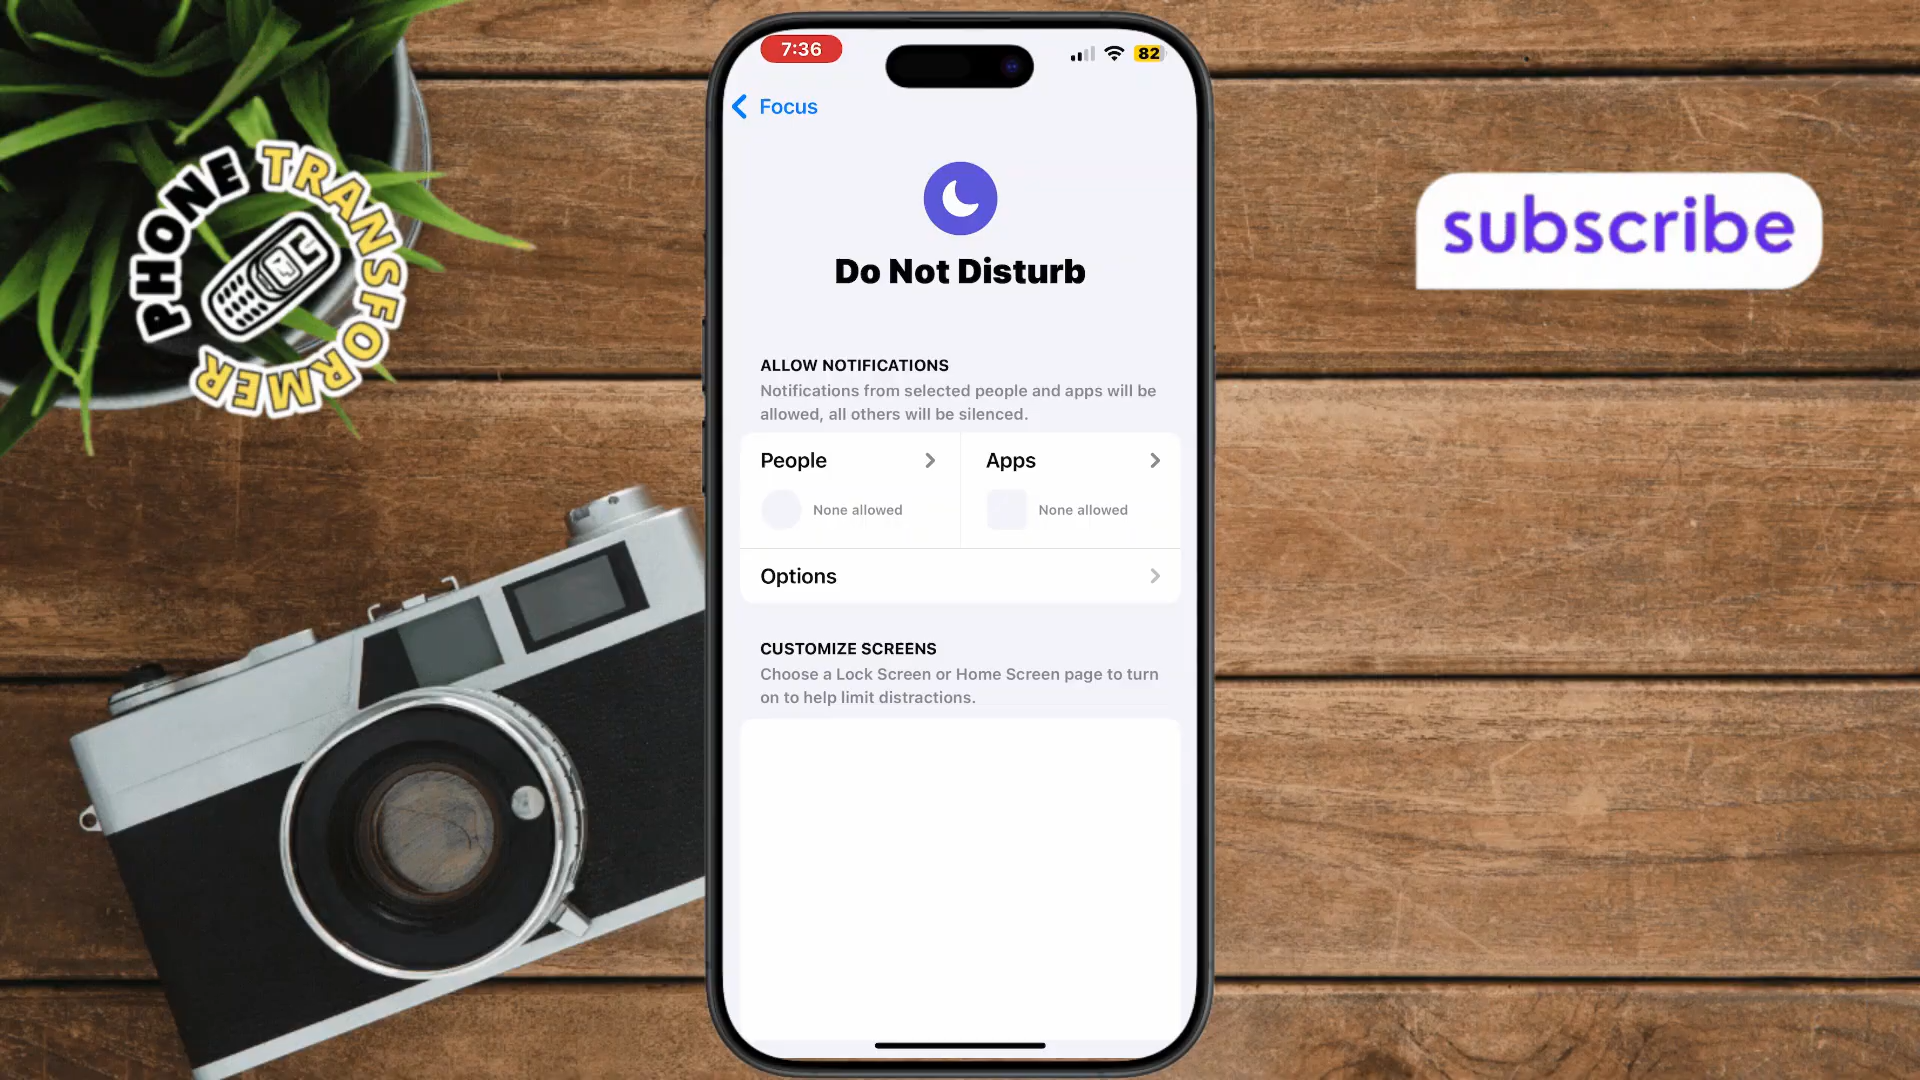 7:36
82
Focus
PHONE TRANSFORMER
subscribe
Do Not Disturb
ALLOW NOTIFICATIONS
Notifications from selected people and apps will be
allowed, all others will be silenced.
People
Apps
None allowed
None allowed
Options
CUSTOMIZE SCREENS
Choose a Lock Screen or Home Screen page to turn
on to help limit distractions.